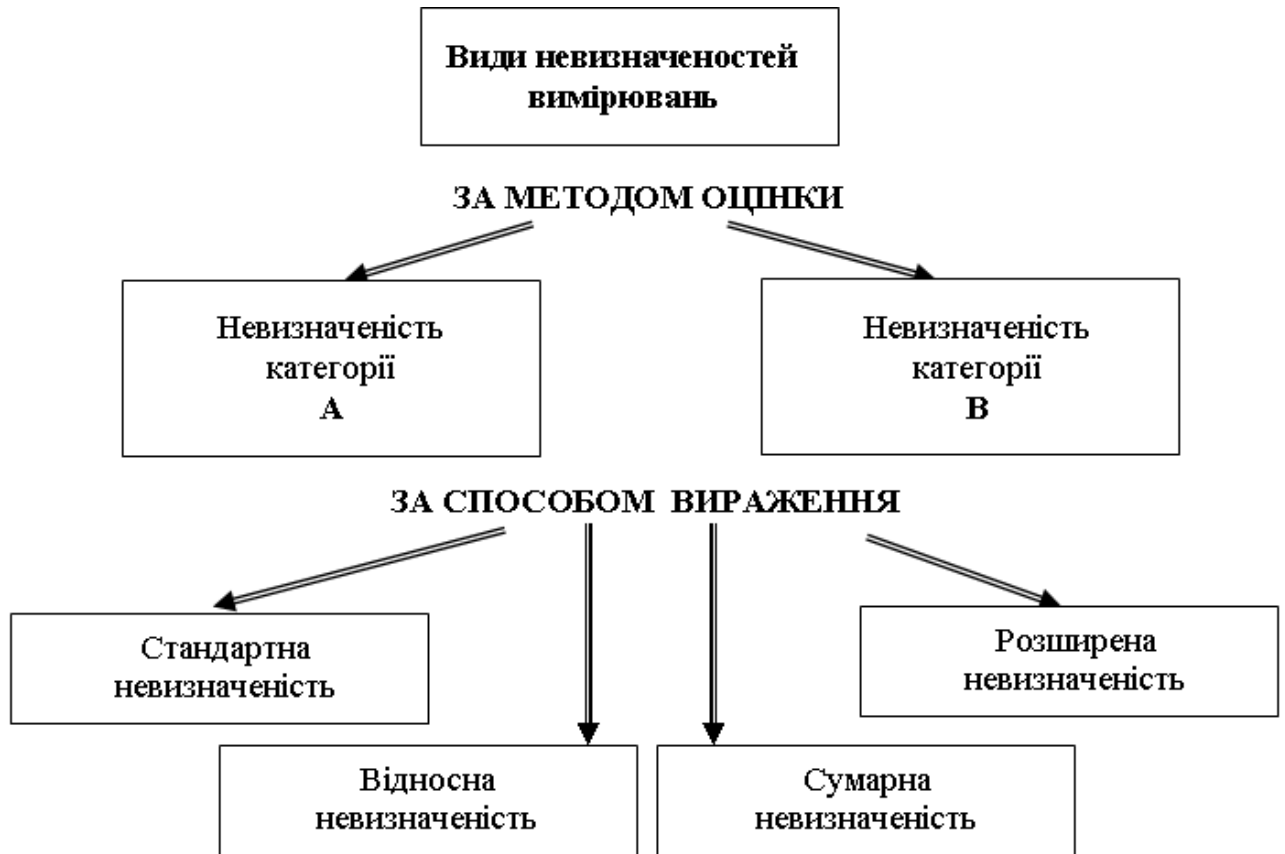 Види невизначеностей
вимірювань
ЗА МЕТОДОМ ОЦІНКИ
Невизначеність
категорії
А
Невизначеність
категорії
В
ЗА СПОСОБОМ ВИРАЖЕННЯ
Стандартна
невизначеність
Розширена
невизначеність
Відносна
невизначеність
Сумарна
невизначеність